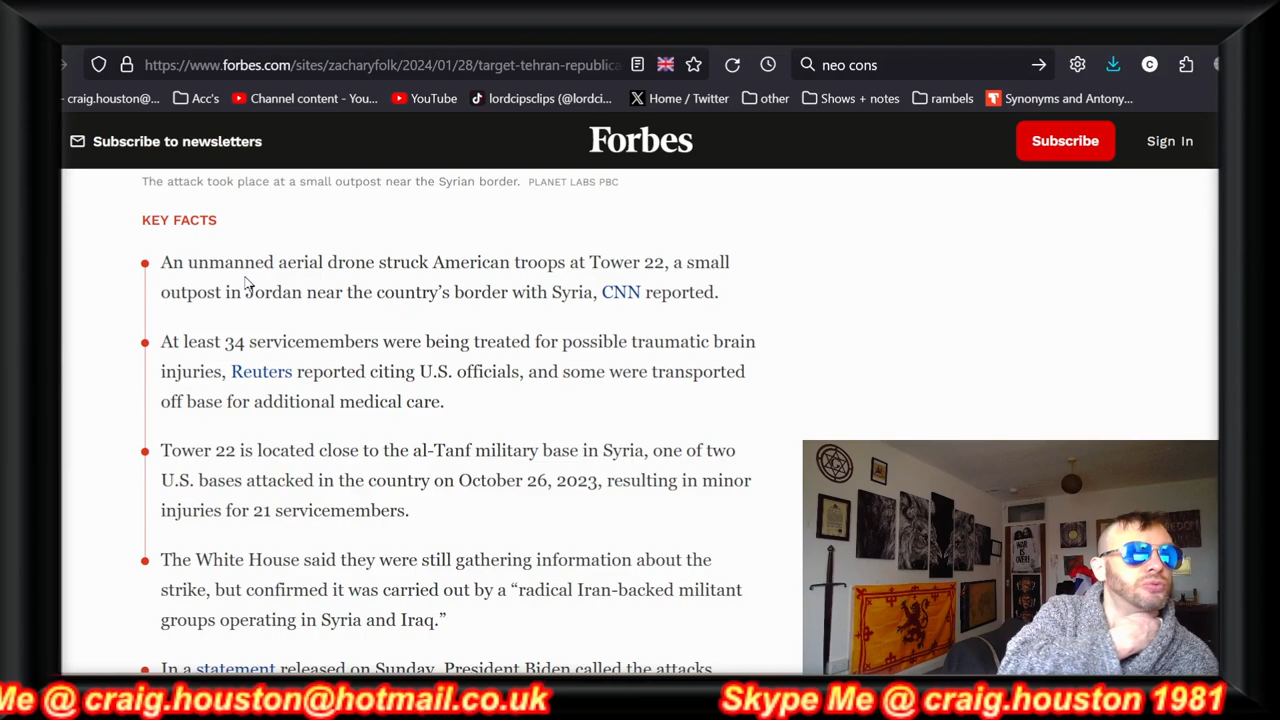 https://www.forbes.com/sites/zacharyfolk/2024/01/28/target-tehran-republica
neo cons
craig.houston@...
Acc's
Channel content - You...
YouTube
lordcipsclips (@lordci...
Home / Twitter
other
Shows + notes
rambels
Synonyms and Antony...
Subscribe to newsletters
Forbes
Subscribe
Sign In
The attack took place at a small outpost near the Syrian border. PLANET LABS PBC
KEY FACTS
An unmanned aerial drone struck American troops at Tower 22, a small
outpost in Jordan near the country’s border with Syria, CNN reported.
At least 34 servicemembers were being treated for possible traumatic brain
injuries, Reuters reported citing U.S. officials, and some were transported
off base for additional medical care.
Tower 22 is located close to the al-Tanf military base in Syria, one of two
U.S. bases attacked in the country on October 26, 2023, resulting in minor
injuries for 21 servicemembers.
The White House said they were still gathering information about the
strike, but confirmed it was carried out by a “radical Iran-backed militant
groups operating in Syria and Iraq.”
In a statement released on Sunday, President Biden called the attacks
WAR IS OVER
Me @ craig.houston@hotmail.co.uk
Skype Me @ craig.houston 1981